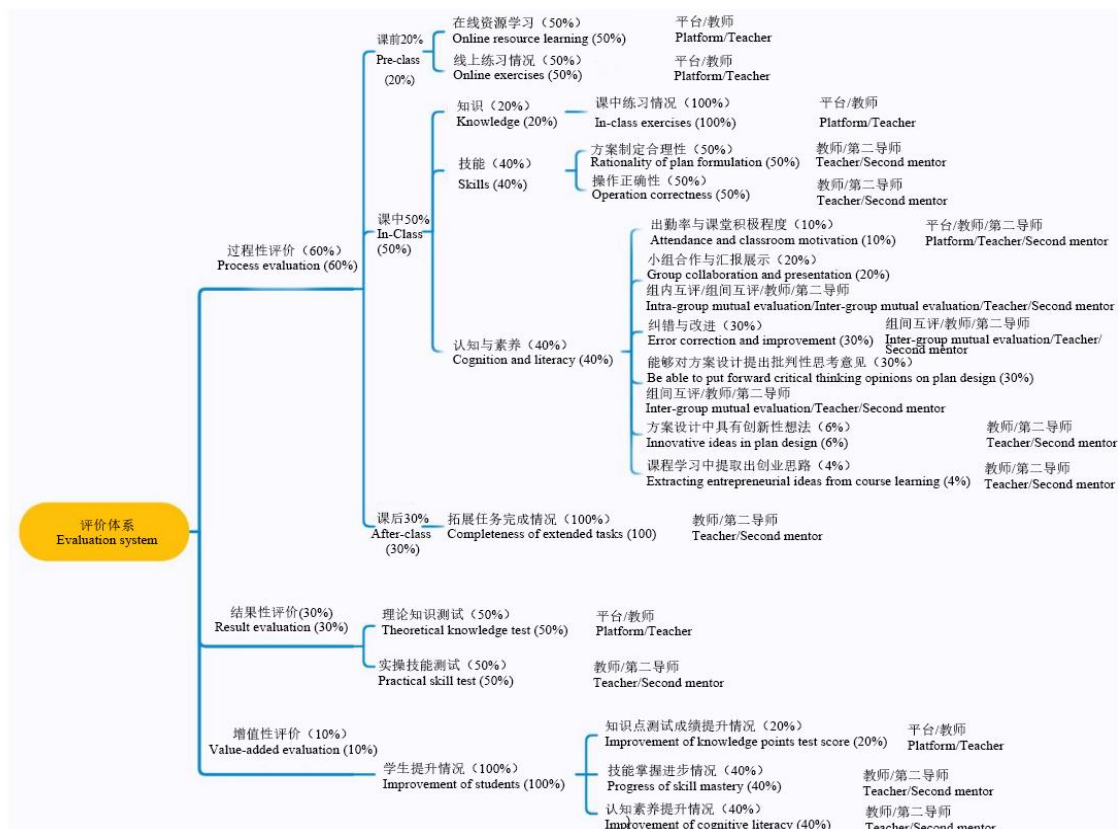 评价体系
Evaluation system
过程性评价（60%）
Process evaluation (60%)
课前20%
Pre-class
(20%)
在线资源学习（50%）
Online resource learning (50%)
平台/教师
Platform/Teacher
线上练习情况（50%）
Online exercises (50%)
平台/教师
Platform/Teacher
课中50%
In-Class
(50%)
知识（20%）
Knowledge (20%)
课中练习情况（100%）
In-class exercises (100%)
平台/教师
Platform/Teacher
技能（40%）
Skills (40%)
方案制定合理性（50%）
Rationality of plan formulation (50%)
教师/第二导师
Teacher/Second mentor
操作正确性（50%）
Operation correctness (50%)
教师/第二导师
Teacher/Second mentor
认知与素养（40%）
Cognition and literacy (40%)
出勤率与课堂积极程度（10%）
Attendance and classroom motivation (10%)
平台/教师/第二导师
Platform/Teacher/Second mentor
小组合作与汇报展示（20%）
Group collaboration and presentation (20%)
组内互评/组间互评/教师/第二导师
Intra-group mutual evaluation/Inter-group mutual evaluation/Teacher/Second mentor
纠错与改进（30%）
Error correction and improvement (30%)
组间互评/教师/第二导师
Inter-group mutual evaluation/Teacher/
Second mentor
能够对方案设计提出批判性思考意见（30%）
Be able to put forward critical thinking opinions on plan design (30%)
组间互评/教师/第二导师
Inter-group mutual evaluation/Teacher/Second mentor
方案设计中具有创新性想法（6%）
Innovative ideas in plan design (6%)
教师/第二导师
Teacher/Second mentor
课程学习中提取出创业思路（4%）
Extracting entrepreneurial ideas from course learning (4%)
教师/第二导师
Teacher/Second mentor
课后30%
After-class
(30%)
拓展任务完成情况（100%）
Completeness of extended tasks (100)
教师/第二导师
Teacher/Second mentor
结果性评价(30%)
Result evaluation (30%)
理论知识测试（50%）
Theoretical knowledge test (50%)
平台/教师
Platform/Teacher
实操技能测试（50%）
Practical skill test (50%)
教师/第二导师
Teacher/Second mentor
增值性评价（10%）
Value-added evaluation (10%)
学生提升情况（100%）
Improvement of students (100%)
知识点测试成绩提升情况（20%）
Improvement of knowledge points test score (20%)
平台/教师
Platform/Teacher
技能掌握进步情况（40%）
Progress of skill mastery (40%)
教师/第二导师
Teacher/Second mentor
认知素养提升情况（40%）
Improvement of cognitive literacy (40%)
教师/第二导师
Teacher/Second mentor